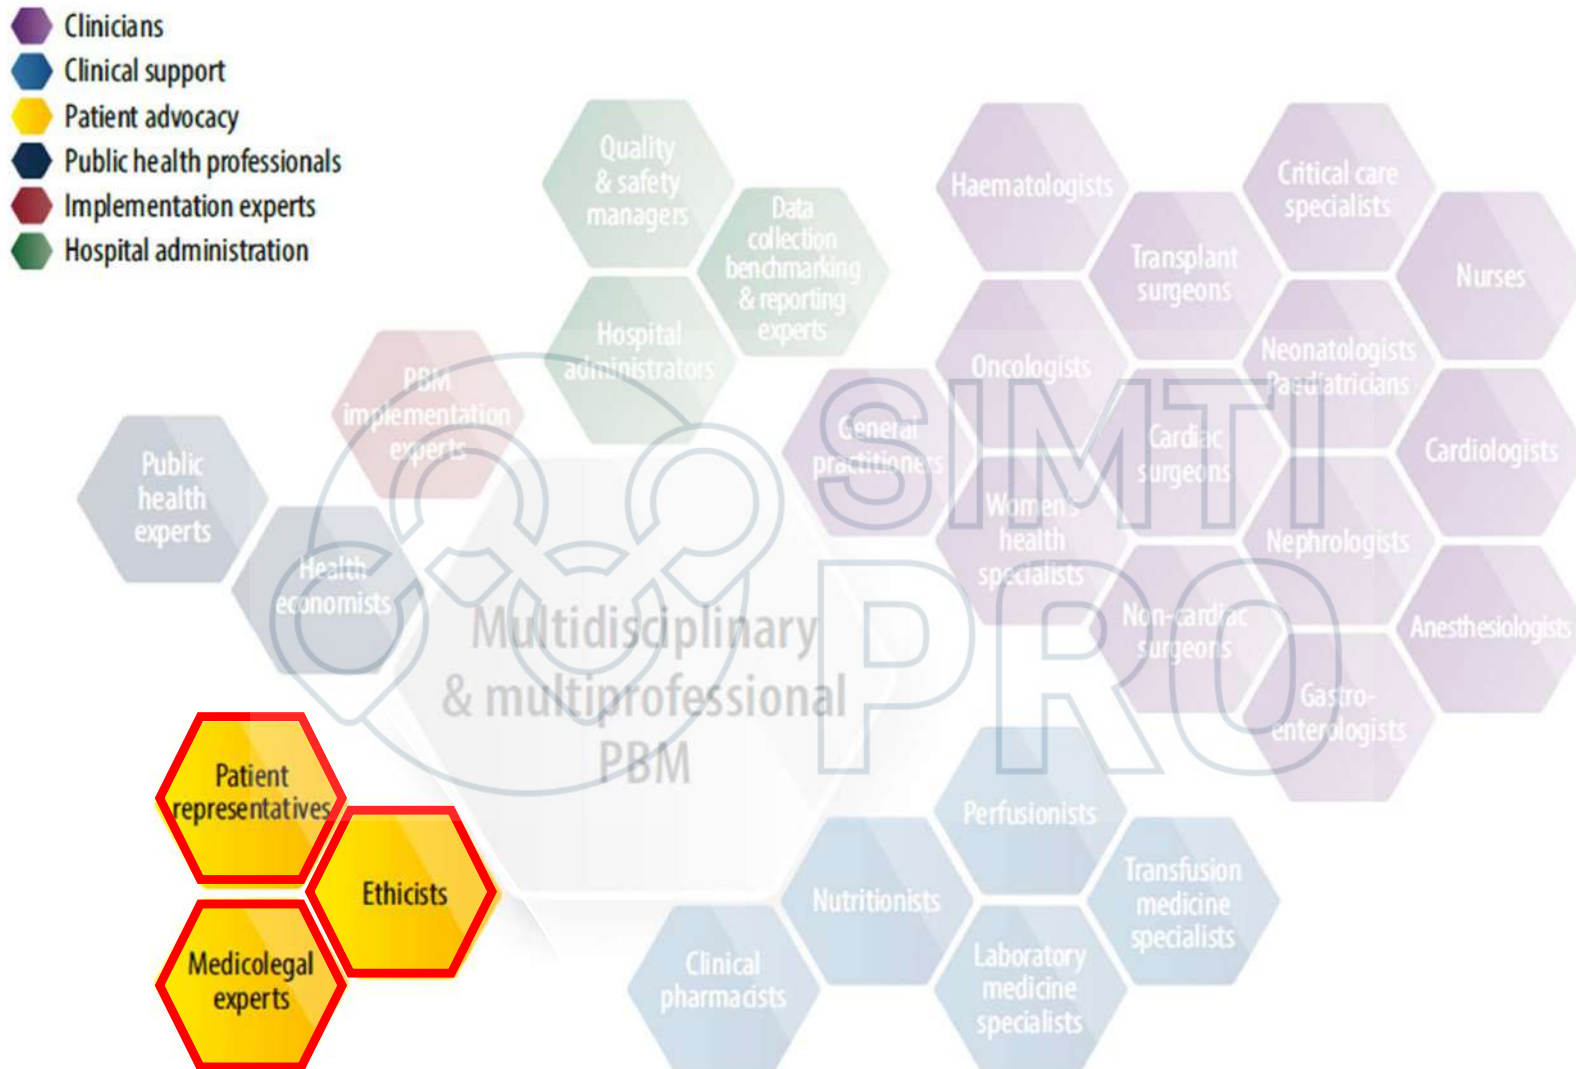 Clinicians
Clinical support
Patient advocacy
Public health professionals
Implementation experts
Hospital administration
Quality
& safety
managers
Data
collection
benchmarking
& reporting
experts
Hospital
administrators
PBM
implementation
experts
Public
health
experts
Health
economists
Haematologists
Critical care
specialists
Transplant
surgeons
Nurses
Oncologists
Neonatologists
Paediatricians
General
practitioners
Cardiac
surgeons
Cardiologists
Women's
health
specialists
Nephrologists
Non-cardiac
surgeons
Anesthesiologists
Gastro-
enterologists
SIMTI
PRO
Multidisciplinary
& multiprofessional
PBM
Patient
representatives
Ethicists
Medicolegal
experts
Perfusionists
Nutritionists
Transfusion
medicine
specialists
Clinical
pharmacists
Laboratory
medicine
specialists